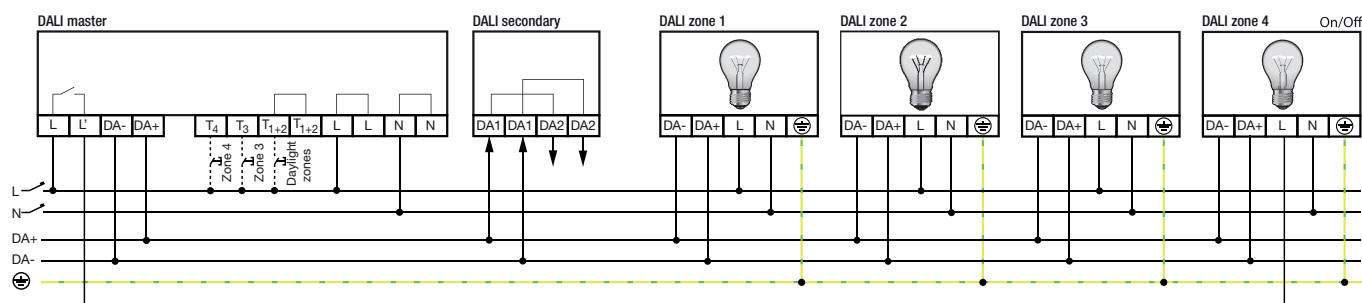 DALI master
DALI secondary
DALI zone 1
DALI zone 2
DALI zone 3
DALI zone 4
On/Off
L L' DA- DA+ T4 T3 T1+2 T1+2 L L N N
DA1 DA1 DA2 DA2
DA- DA+ L N
DA- DA+ L N
DA- DA+ L N
DA- DA+ L N
Zone 4
Zone 3
Daylight
zones
L
N
DA+
DA-